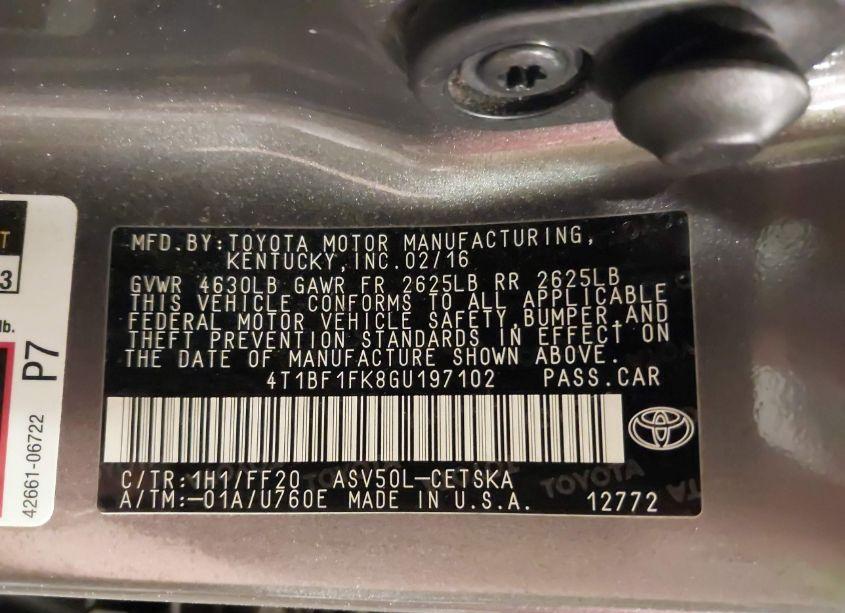 MFD.BY:TOYOTA MOTOR MANUFACTURING,
KENTUCKY,INC.02/16
GVWR 4630LB GAWR FR 2625LB RR 2625LB
THIS VEHICLE CONFORMS TO ALL APPLICABLE
FEDERAL MOTOR VEHICLE SAFETY,BUMPER,AND
THEFT PREVENTION STANDARDS IN EFFECT ON
THE DATE OF MANUFACTURE SHOWN ABOVE.
4T1BF1FK8GU197102 PASS.CAR
C/TR:1H1/FF20 ASV50L-CETSKA
A/TM:-01A/U760E MADE IN U.S.A. 12772
TOYOTA
T
3
lb.
P7
42661-06722